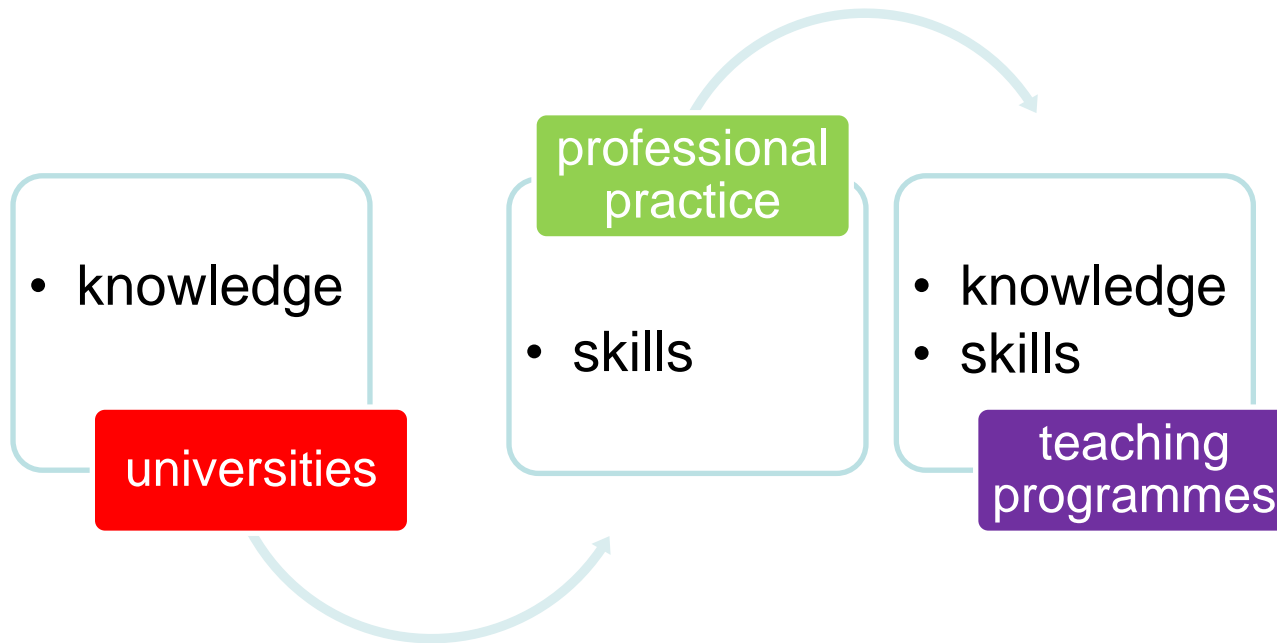 • knowledge
universities
professional
practice
• skills
• knowledge
• skills
teaching
programmes